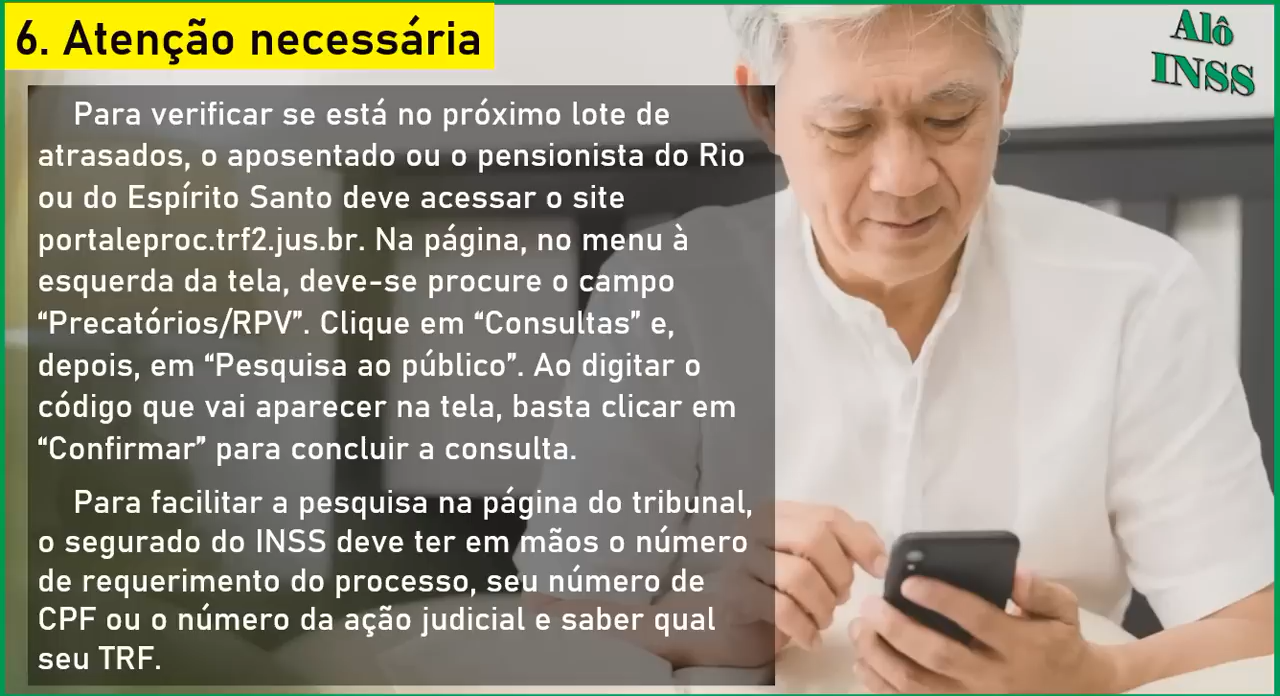 6. Atenção necessária
Alô
INSS
Para verificar se está no próximo lote de
atrasados, o aposentado ou o pensionista do Rio
ou do Espírito Santo deve acessar o site
portaleproc.trf2.jus.br. Na página, no menu à
esquerda da tela, deve-se procure o campo
“Precatórios/RPV”. Clique em “Consultas” e,
depois, em “Pesquisa ao público”. Ao digitar o
código que vai aparecer na tela, basta clicar em
“Confirmar” para concluir a consulta.
Para facilitar a pesquisa na página do tribunal,
o segurado do INSS deve ter em mãos o número
de requerimento do processo, seu número de
CPF ou o número da ação judicial e saber qual
seu TRF.